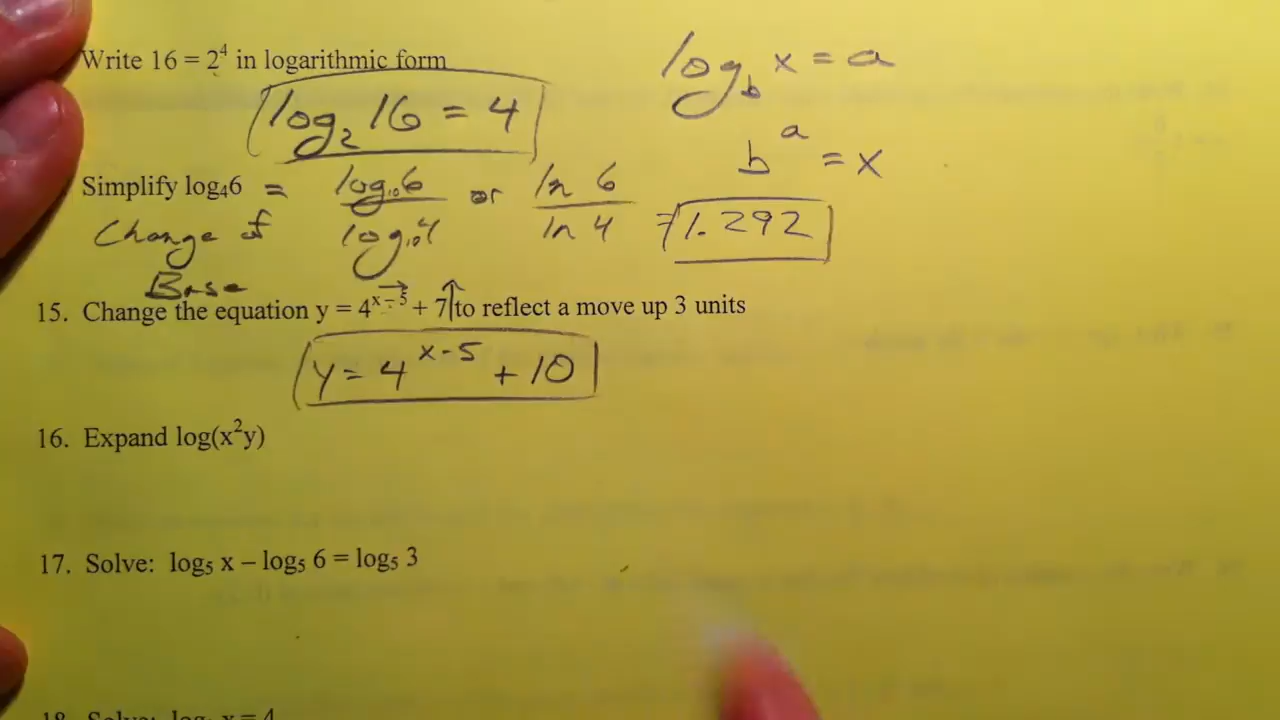 Write 16 = 2⁴ in logarithmic form
log₂ 16 = 4
log_b x = a
b^a = x
Simplify log₄6 = log₁₀6 / log₁₀4 or ln 6 / ln 4 = 1.292
Change of
Base
15. Change the equation y = 4^(x – 5) + 7 to reflect a move up 3 units
y = 4^(x-5) + 10
16. Expand log(x²y)
17. Solve: log₅ x – log₅ 6 = log₅ 3